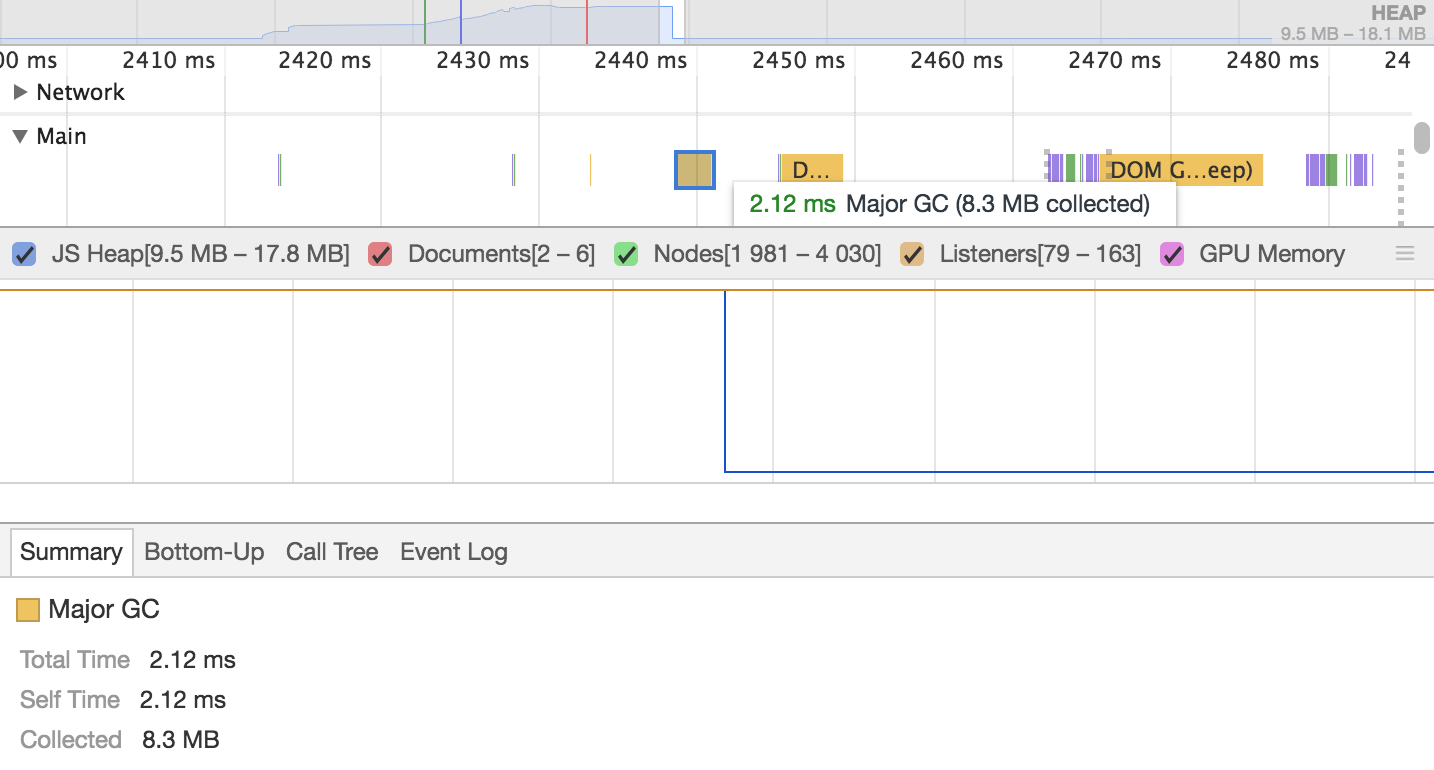 HEAP
9.5 MB – 18.1 MB
00 ms 2410 ms 2420 ms 2430 ms 2440 ms 2450 ms 2460 ms 2470 ms 2480 ms 24
Network
Main
D... DOM G...eep)
2.12 ms Major GC (8.3 MB collected)
JS Heap[9.5 MB – 17.8 MB] Documents[2 – 6] Nodes[1 981 – 4 030] Listeners[79 – 163] GPU Memory
Summary Bottom-Up Call Tree Event Log
Major GC
Total Time 2.12 ms
Self Time 2.12 ms
Collected 8.3 MB